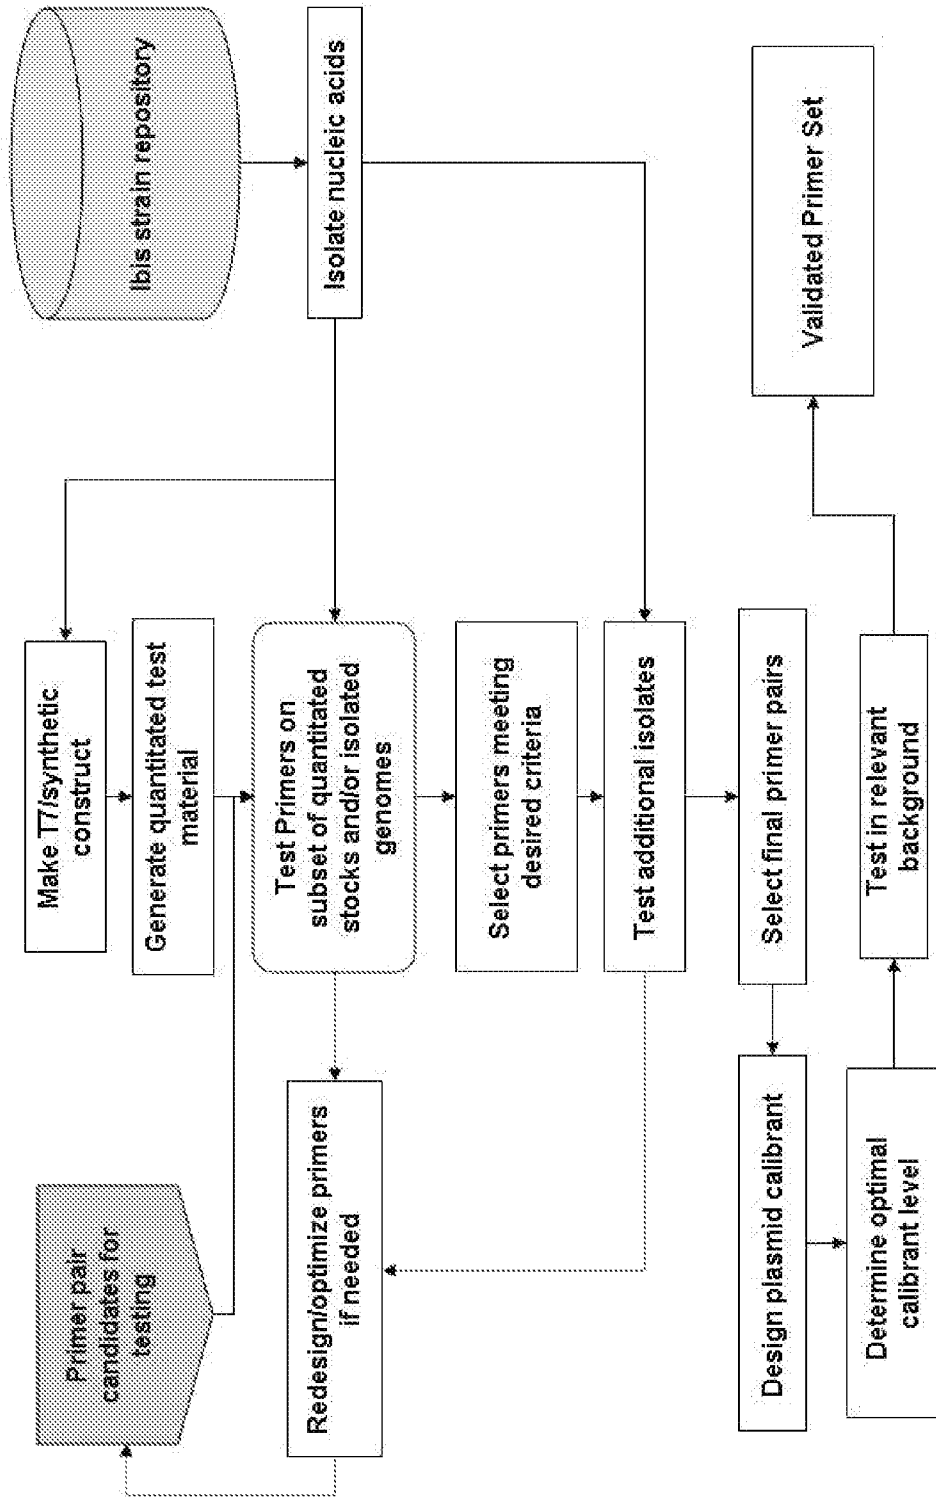 Primer pair
candidates for
testing
Make T7/synthetic
construct
Ibis strain repository
Generate quantitated test
material
Isolate nucleic acids
Redesign/optimize primers
if needed
Test Primers on
subset of quantitated
stocks and/or isolated
genomes
Select primers meeting
desired criteria
Test additional isolates
Design plasmid calibrant
Select final primer pairs
Validated Primer Set
Determine optimal
calibrant level
Test in relevant
background